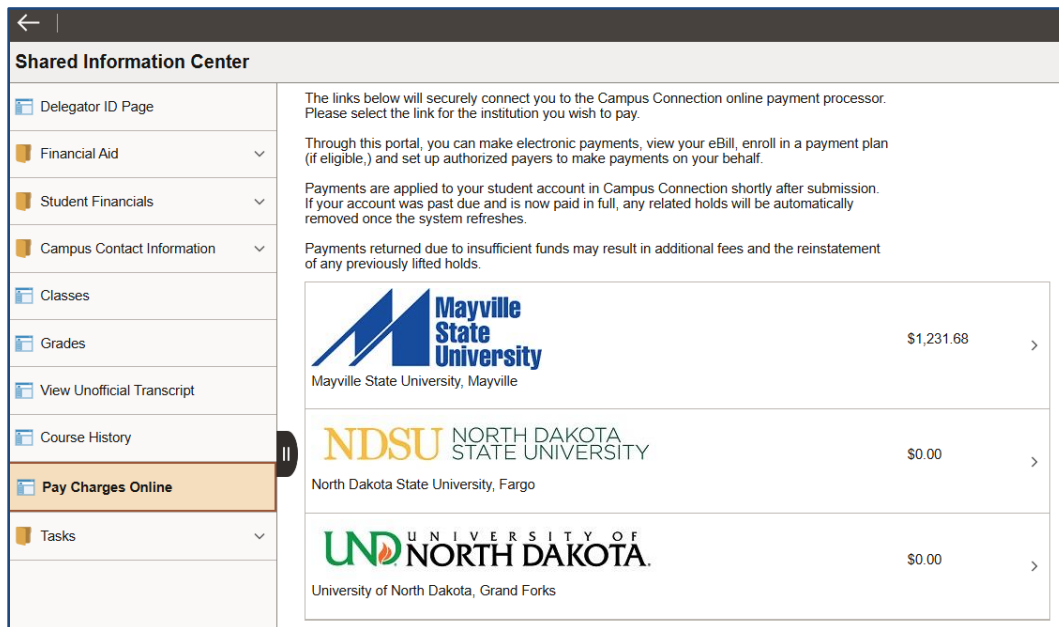 Shared Information Center
Delegator ID Page
Financial Aid
Student Financials
Campus Contact Information
Classes
Grades
View Unofficial Transcript
Course History
Pay Charges Online
Tasks
The links below will securely connect you to the Campus Connection online payment processor.
Please select the link for the institution you wish to pay.
Through this portal, you can make electronic payments, view your eBill, enroll in a payment plan
(if eligible,) and set up authorized payers to make payments on your behalf.
Payments are applied to your student account in Campus Connection shortly after submission.
If your account was past due and is now paid in full, any related holds will be automatically
removed once the system refreshes.
Payments returned due to insufficient funds may result in additional fees and the reinstatement
of any previously lifted holds.
Mayville
State
University
Mayville State University, Mayville
$1,231.68
NDSU NORTH DAKOTA
STATE UNIVERSITY
North Dakota State University, Fargo
$0.00
UND UNIVERSITY OF
NORTH DAKOTA.
University of North Dakota, Grand Forks
$0.00